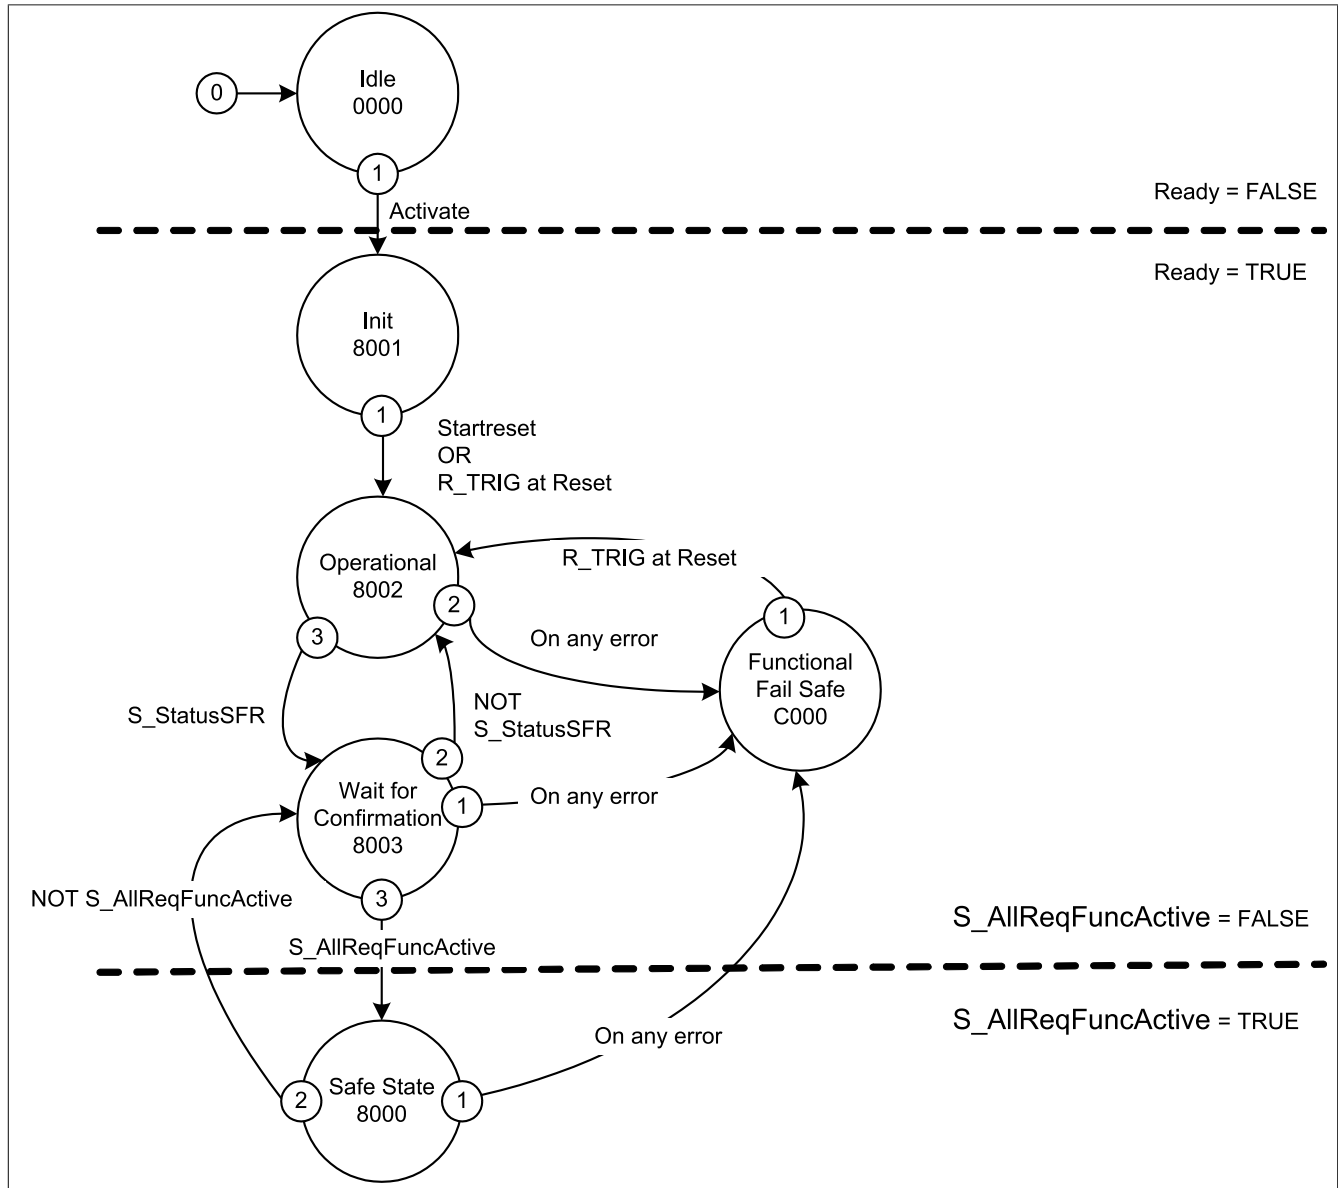 Idle
0000
0
1
Activate
Ready = FALSE
Ready = TRUE
Init
8001
1
Startreset
OR
R_TRIG at Reset
Operational
8002
2
3
R_TRIG at Reset
1
On any error
Functional
Fail Safe
C000
S_StatusSFR
NOT
S_StatusSFR
2
Wait for
Confirmation
8003
1
On any error
3
NOT S_AllReqFuncActive
S_AllReqFuncActive
S_AllReqFuncActive = FALSE
S_AllReqFuncActive = TRUE
On any error
Safe State
8000
2
1